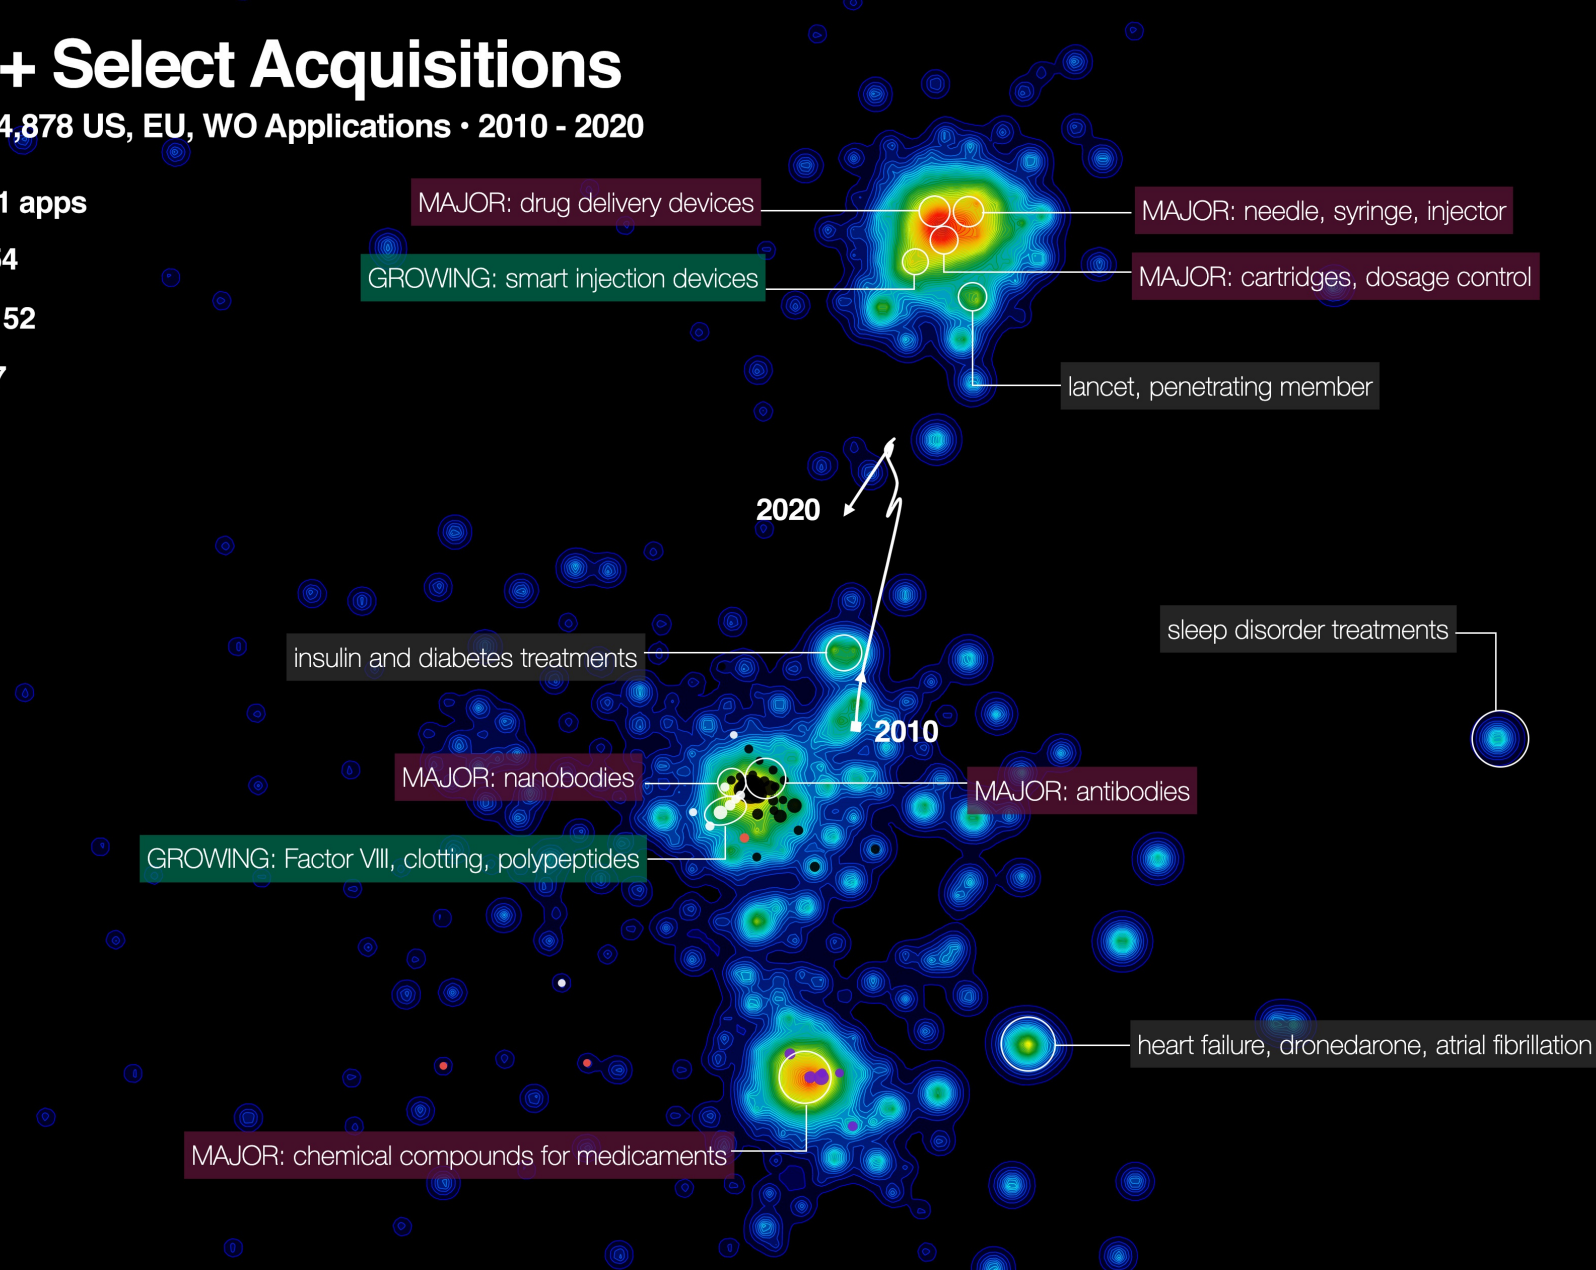 + Select Acquisitions
4,878 US, EU, WO Applications • 2010 - 2020
1 apps
54
52
7
MAJOR: drug delivery devices
MAJOR: needle, syringe, injector
GROWING: smart injection devices
MAJOR: cartridges, dosage control
lancet, penetrating member
2020
insulin and diabetes treatments
sleep disorder treatments
2010
MAJOR: nanobodies
MAJOR: antibodies
GROWING: Factor VIII, clotting, polypeptides
heart failure, dronedarone, atrial fibrillation
MAJOR: chemical compounds for medicaments